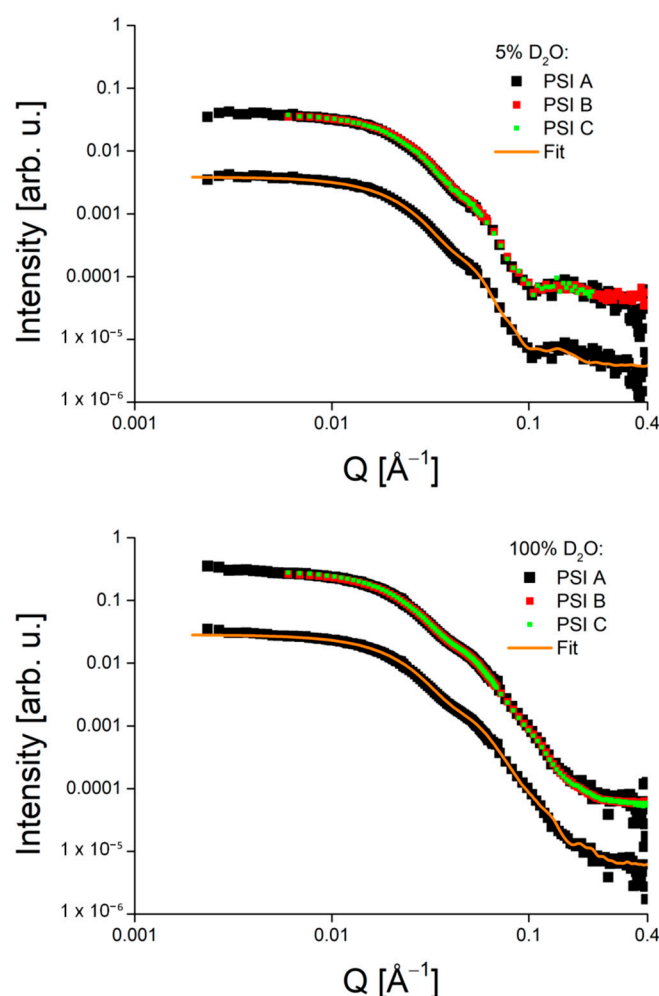 5% D₂O:
PSI A
PSI B
PSI C
Fit
Intensity [arb. u.]
1
0.1
0.01
0.001
0.0001
1 × 10⁻⁵
1 × 10⁻⁶
0.001
0.01
0.1
0.4
Q [Å⁻¹]
100% D₂O:
PSI A
PSI B
PSI C
Fit
Intensity [arb. u.]
1
0.1
0.01
0.001
0.0001
1 × 10⁻⁵
1 × 10⁻⁶
0.001
0.01
0.1
0.4
Q [Å⁻¹]